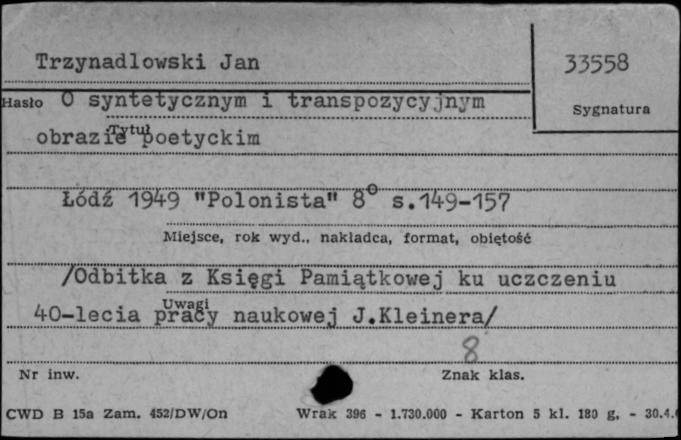 Trzynadlowski Jan
33558
Hasło O syntetycznym i transpozycyjnym
Sygnatura
Tytuł
obrazie poetyckim
Łódź 1949 "Polonista" 8° s.149-157
Miejsce, rok wyd., nakładca, format, objętość
/Odbitka z Księgi Pamiątkowej ku uczczeniu
Uwagi
40-lecia pracy naukowej J.Kleinera/
8
Nr inw.
Znak klas.
CWD B 15a Zam. 452/DW/On Wrak 396 - 1.730.000 - Karton 5 kl. 180 g, - 30.4.